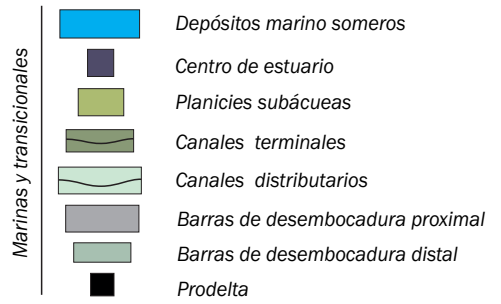 Marinas y transicionales
Depósitos marino someros
Centro de estuario
Planicies subácueas
Canales terminales
Canales distributarios
Barras de desembocadura proximal
Barras de desembocadura distal
Prodelta